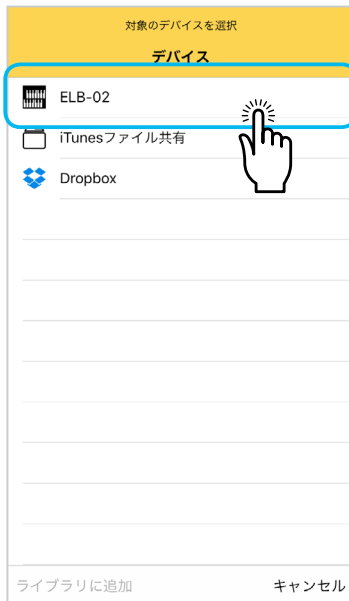 対象のデバイスを選択
デバイス
ELB-02
iTunesファイル共有
Dropbox
ライブラリに追加
キャンセル